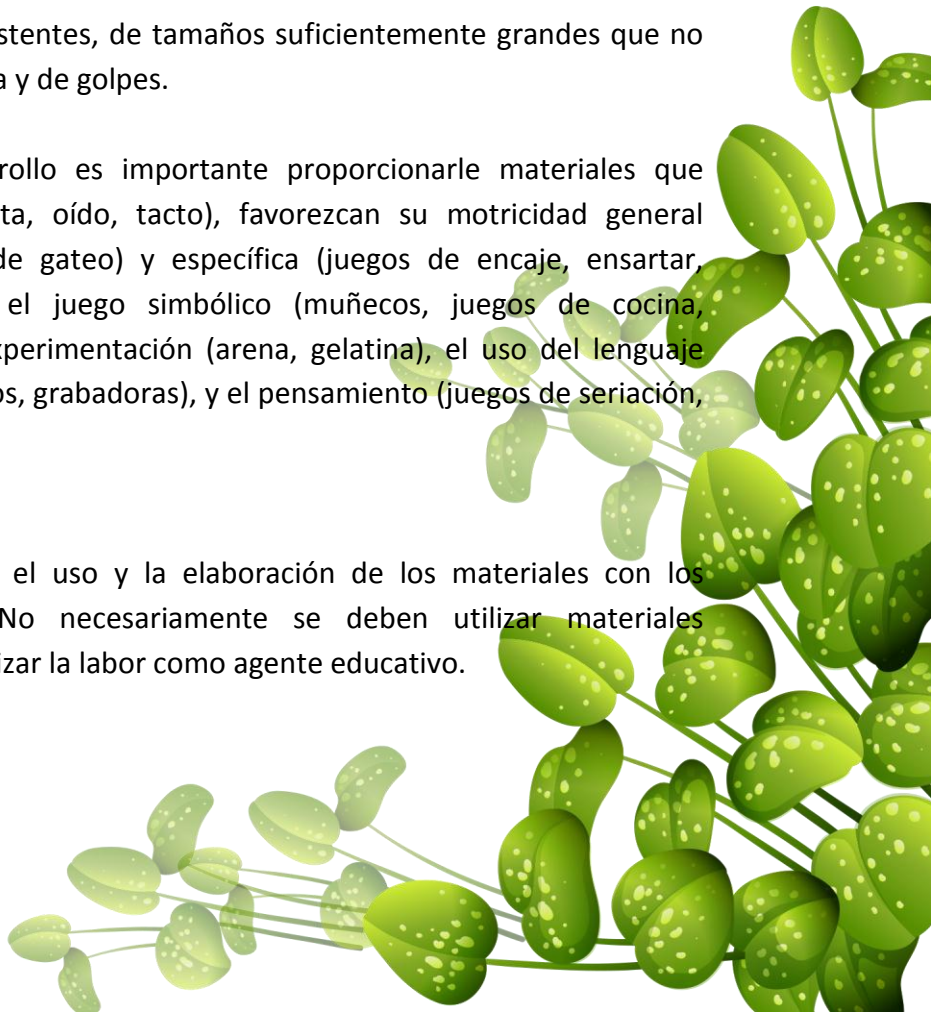 stentes, de tamaños suficientemente grandes que no
a y de golpes.
rollo es importante proporcionarle materiales que
ta, oído, tacto), favorezcan su motricidad general
de gateo) y específica (juegos de encaje, ensartar,
el juego simbólico (muñecos, juegos de cocina,
xperimentación (arena, gelatina), el uso del lenguaje
os, grabadoras), y el pensamiento (juegos de seriación,
el uso y la elaboración de los materiales con los
No necesariamente se deben utilizar materiales
izar la labor como agente educativo.